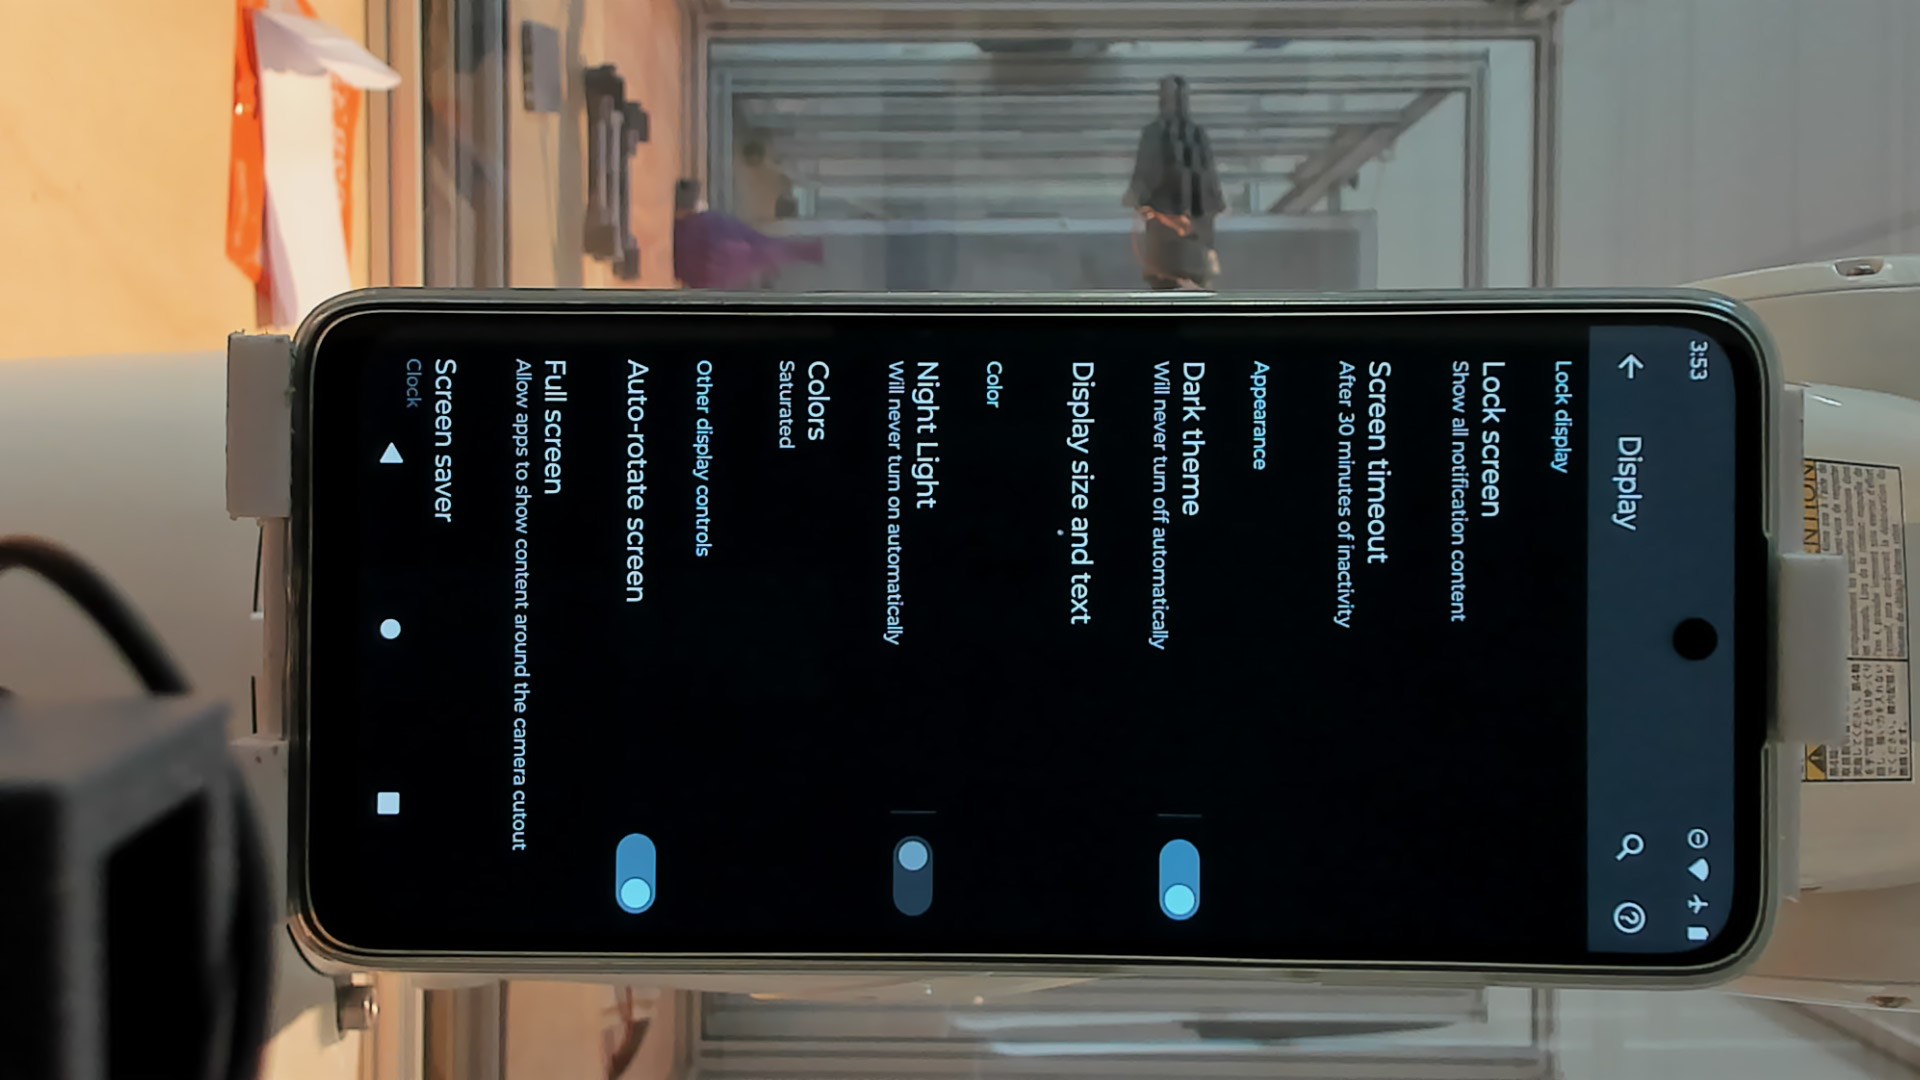 3:53
Display
Lock display
Lock screen
Show all notification content
Screen timeout
After 30 minutes of inactivity
Appearance
Dark theme
Will never turn off automatically
Display size and text
Color
Night Light
Will never turn on automatically
Colors
Saturated
Other display controls
Auto-rotate screen
Full screen
Allow apps to show content around the camera cutout
Screen saver
Clock